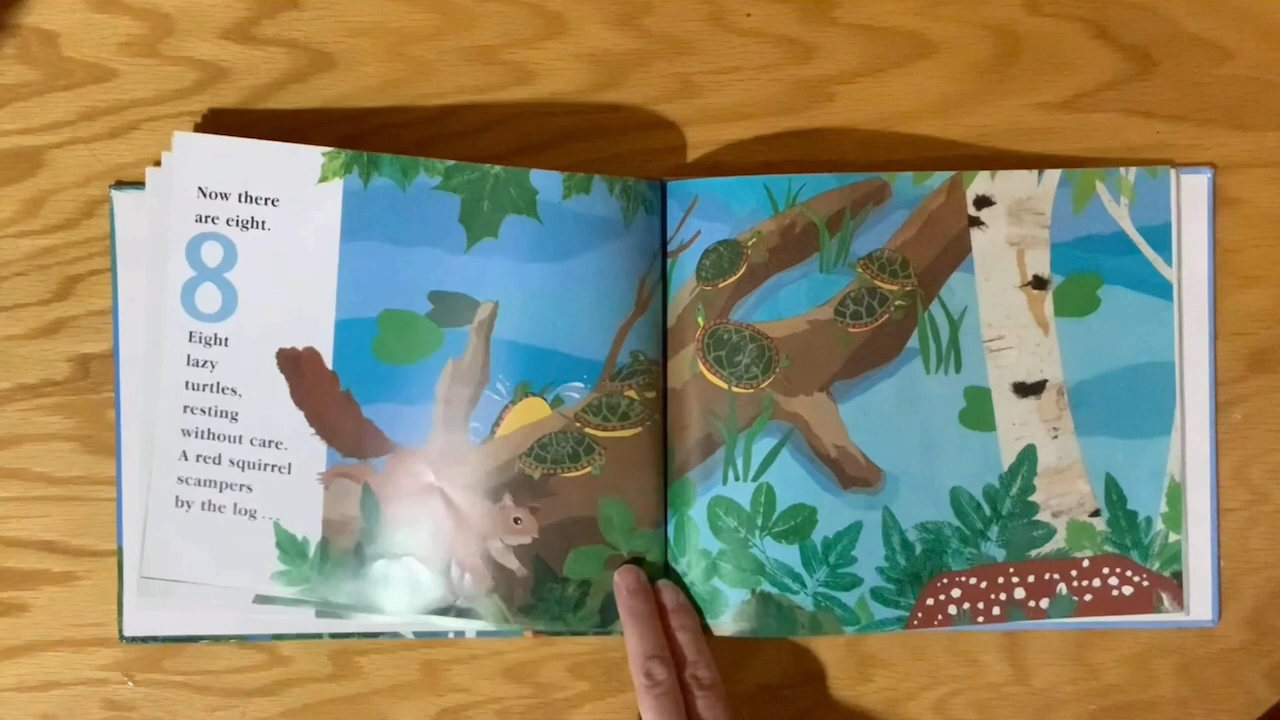 Now there
are eight.
8
Eight
lazy
turtles,
resting
without care.
A red squirrel
scampers
by the log ...